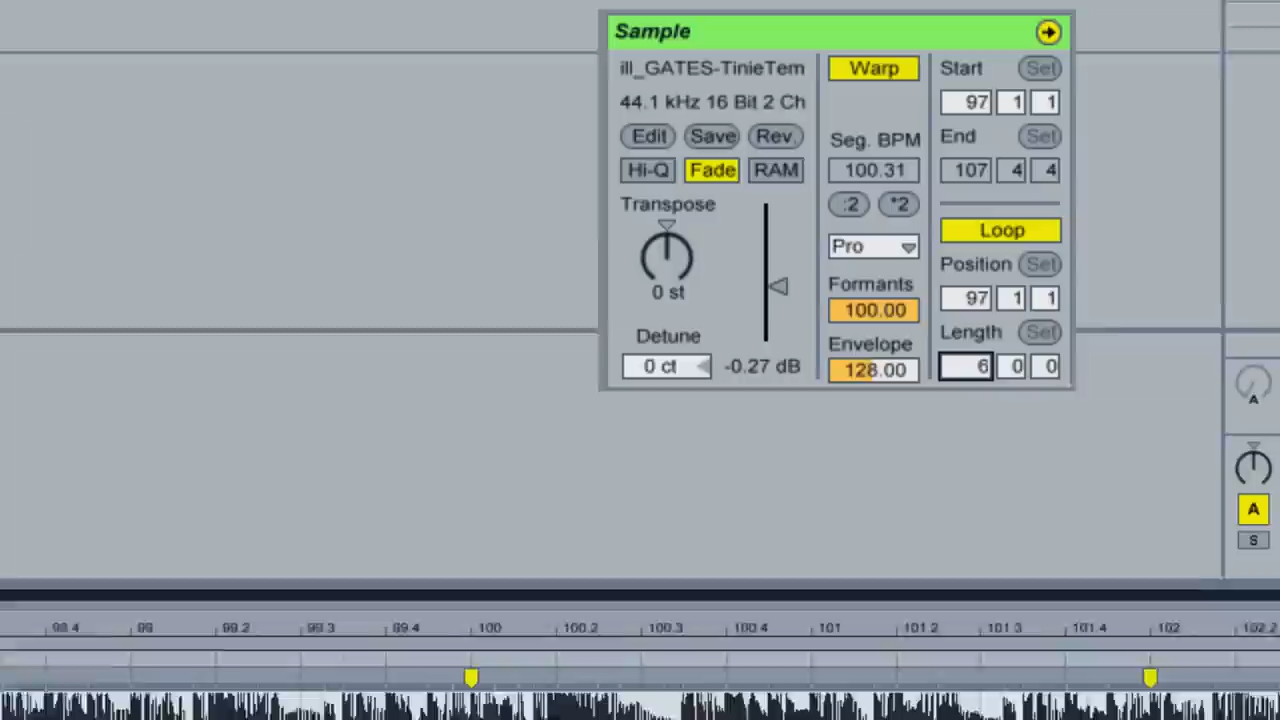 Sample
ill_GATES-TinieTem
44.1 kHz 16 Bit 2 Ch
Edit Save Rev.
Hi-Q Fade RAM
Transpose
0 st
Detune
0 ct -0.27 dB
Warp
Seg. BPM
100.31
:2 *2
Pro
Formants
100.00
Envelope
128.00
Start Set
97 1 1
End Set
107 4 4
Loop
Position Set
97 1 1
Length Set
6 0 0
A
A
S
98.4 99 99.2 99.3 99.4 100 100.2 100.3 100.4 101 101.2 101.3 101.4 102 102.2